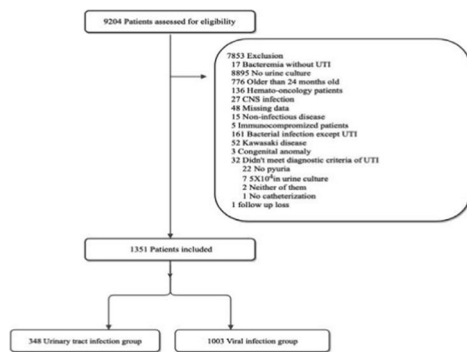 9204 Patients assessed for eligibility
7853 Exclusion
17 Bacteremia without UTI
8895 No urine culture
776 Older than 24 months old
136 Hemato-oncology patients
27 CNS infection
48 Missing data
15 Non-infectious disease
5 Immunocompromized patients
161 Bacterial infection except UTI
52 Kawasaki disease
3 Congenital anomaly
32 Didn't meet diagnostic criteria of UTI
22 No pyuria
7 5X10⁴in urine culture
2 Neither of them
1 No catheterization
1 follow up loss
1351 Patients included
348 Urinary tract infection group
1003 Viral infection group